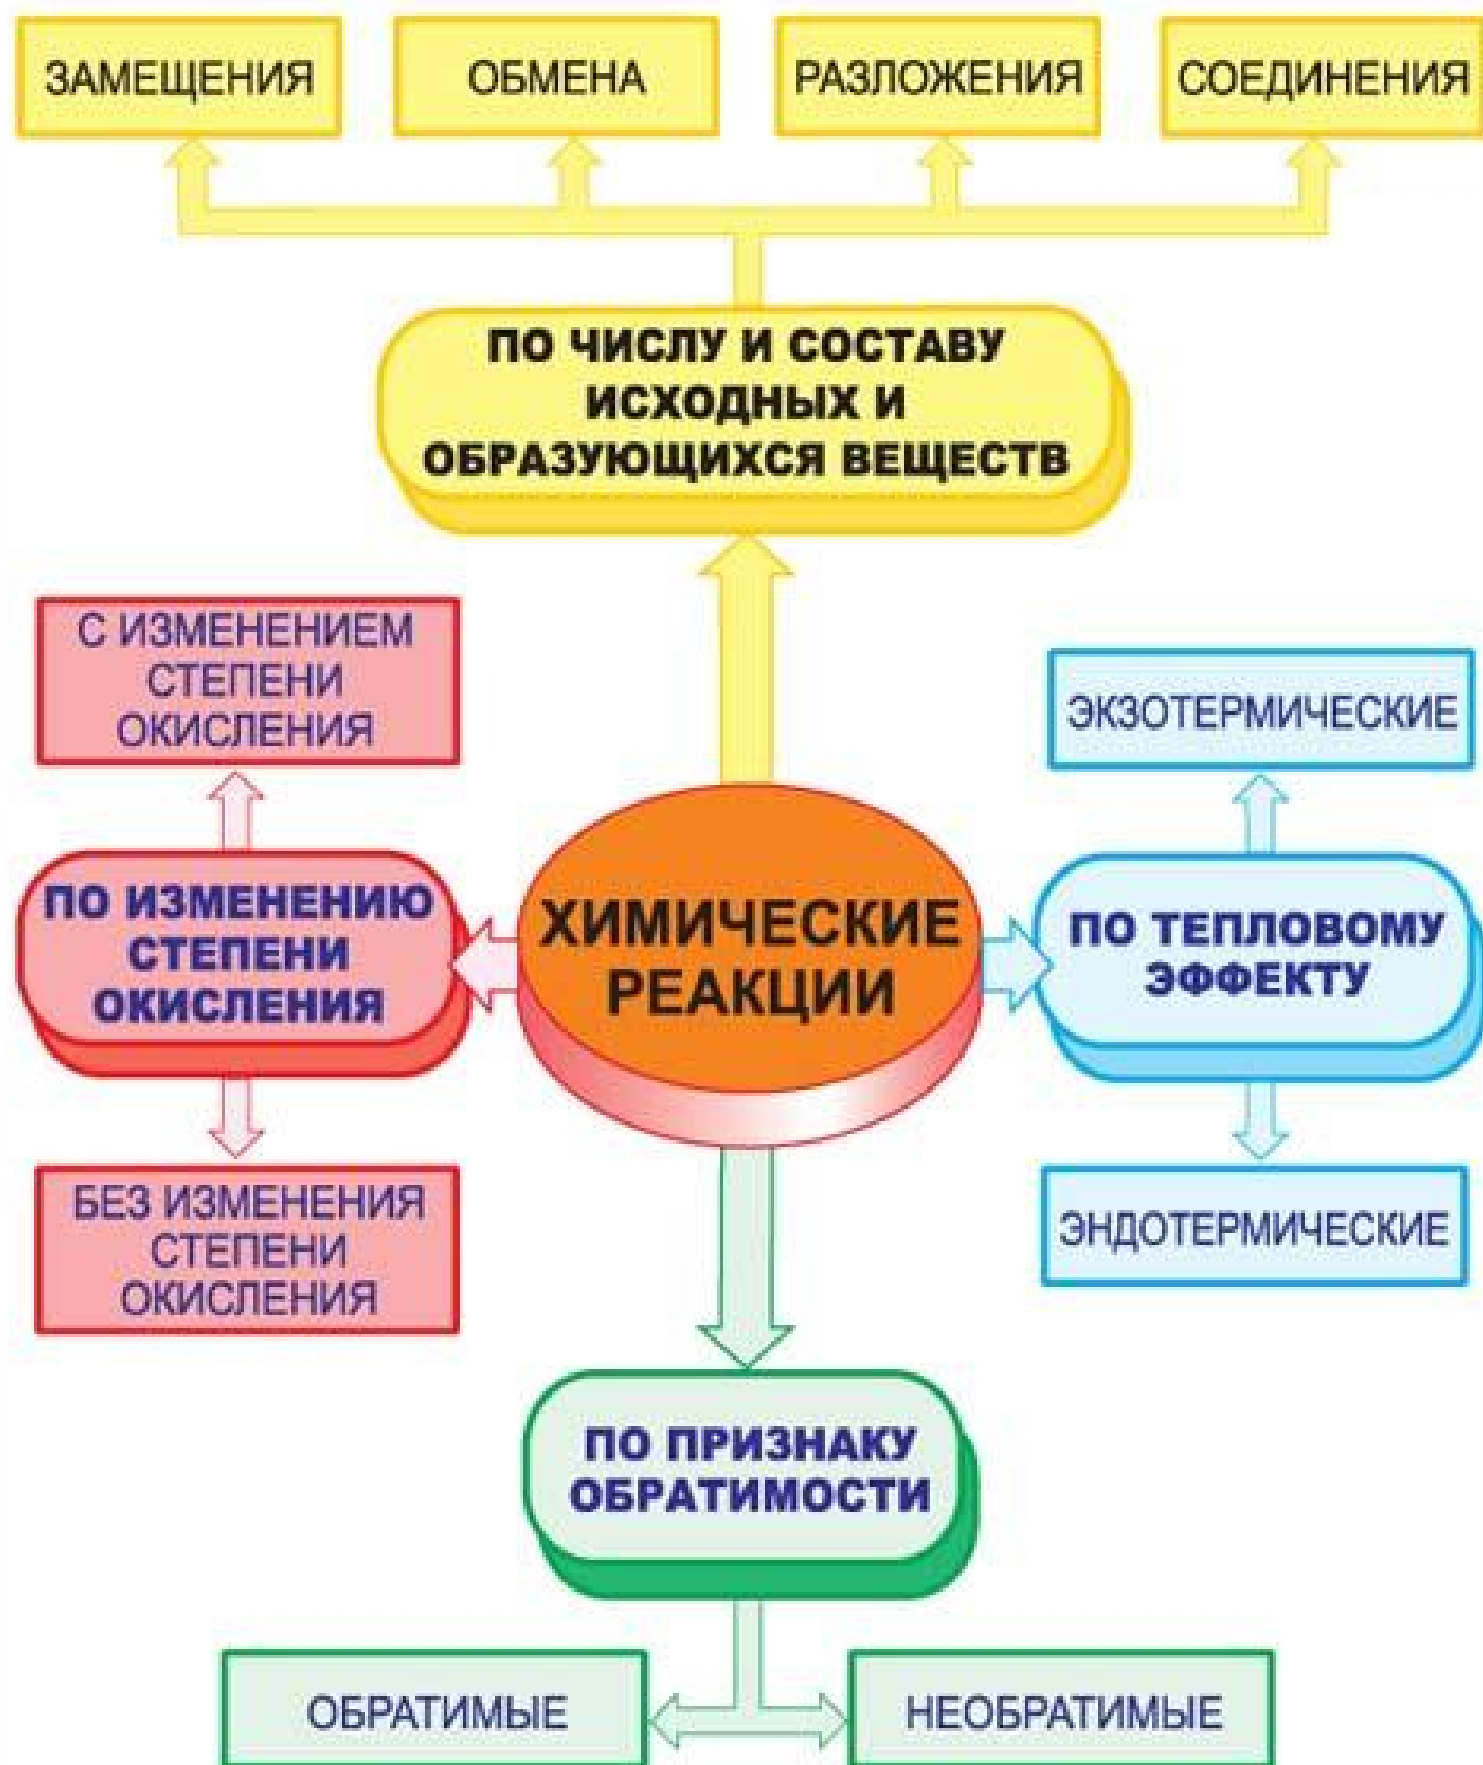 ЗАМЕЩЕНИЯ
ОБМЕНА
РАЗЛОЖЕНИЯ
СОЕДИНЕНИЯ
ПО ЧИСЛУ И СОСТАВУ
ИСХОДНЫХ И
ОБРАЗУЮЩИХСЯ ВЕЩЕСТВ
С ИЗМЕНЕНИЕМ
СТЕПЕНИ
ОКИСЛЕНИЯ
ЭКЗОТЕРМИЧЕСКИЕ
ПО ИЗМЕНЕНИЮ
СТЕПЕНИ
ОКИСЛЕНИЯ
ХИМИЧЕСКИЕ
РЕАКЦИИ
ПО ТЕПЛОВОМУ
ЭФФЕКТУ
БЕЗ ИЗМЕНЕНИЯ
СТЕПЕНИ
ОКИСЛЕНИЯ
ЭНДОТЕРМИЧЕСКИЕ
ПО ПРИЗНАКУ
ОБРАТИМОСТИ
ОБРАТИМЫЕ
НЕОБРАТИМЫЕ